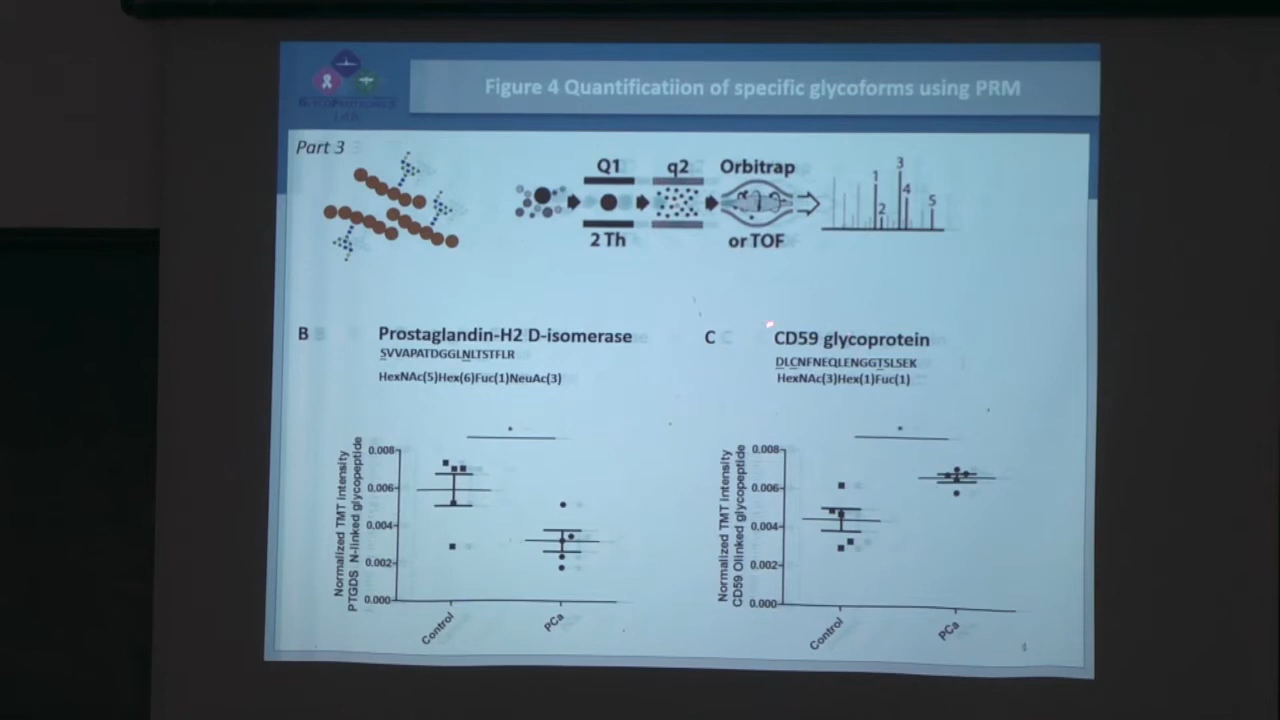 GLYCOPROTEOMICS
LAB
Figure 4 Quantificatiion of specific glycoforms using PRM
Part 3
Q1
q2
Orbitrap
2 Th
or TOF
1
2
3
4
5
B
Prostaglandin-H2 D-isomerase
SVVAPATDGGLNLTSTFLR
HexNAc(5)Hex(6)Fuc(1)NeuAc(3)
Normalized TMT intensity
PTGDS N-linked glycopeptide
0.008
0.006
0.004
0.002
0.000
Control
PCa
C
CD59 glycoprotein
DLCNFNEQLENGGTSLSEK
HexNAc(3)Hex(1)Fuc(1)
Normalized TMT intensity
CD59 Olinked glycopeptide
0.008
0.006
0.004
0.002
0.000
Control
PCa